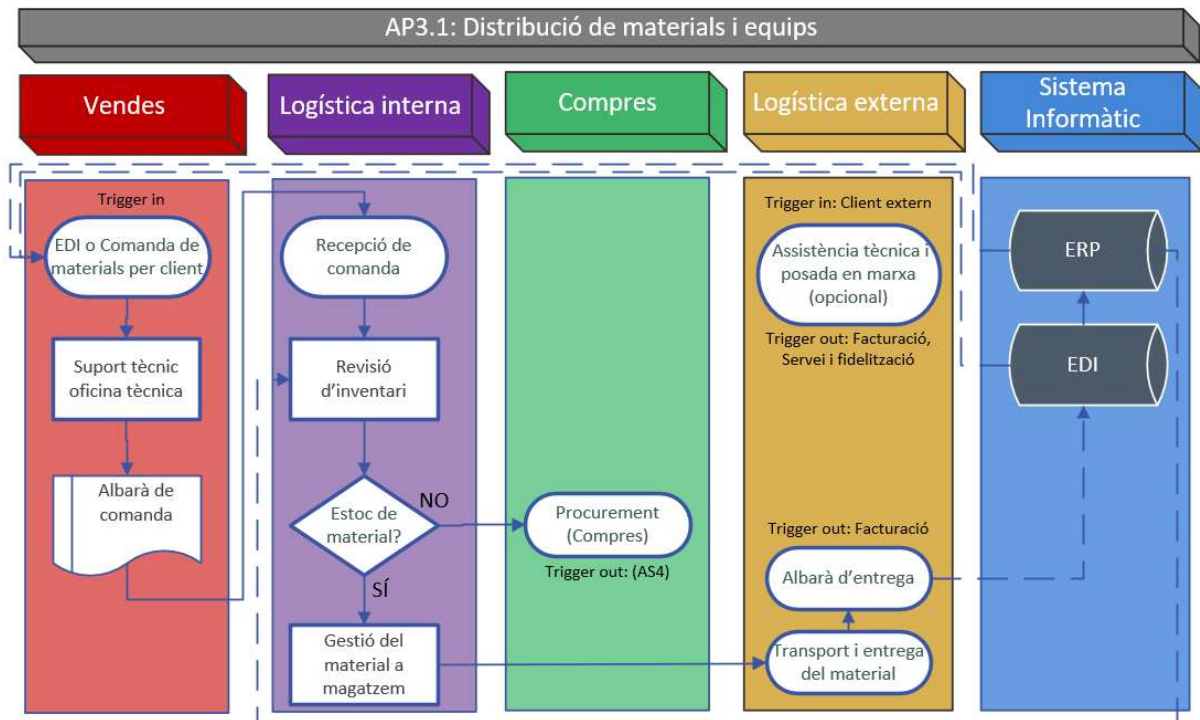 AP3.1: Distribució de materials i equips
Vendes
Logística interna
Compres
Logística externa
Sistema
Informàtic
Trigger in
EDI o Comanda de
materials per client
Suport tècnic
oficina tècnica
Albarà de
comanda
Recepció de
comanda
Revisió
d'inventari
Estoc de
material?
NO
SÍ
Gestió del
material a
magatzem
Procurement
(Compres)
Trigger out: (AS4)
Trigger in: Client extern
Assistència tècnica i
posada en marxa
(opcional)
Trigger out: Facturació,
Servei i fidelització
Trigger out: Facturació
Albarà d'entrega
Transport i entrega
del material
ERP
EDI